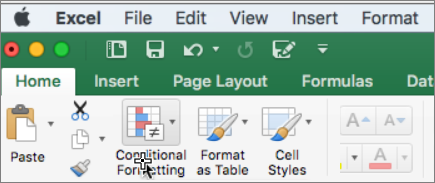 Excel File Edit View Insert Format
Home Insert Page Layout Formulas Dat
Paste Conditional Formatting Format as Table Cell Styles A A
A